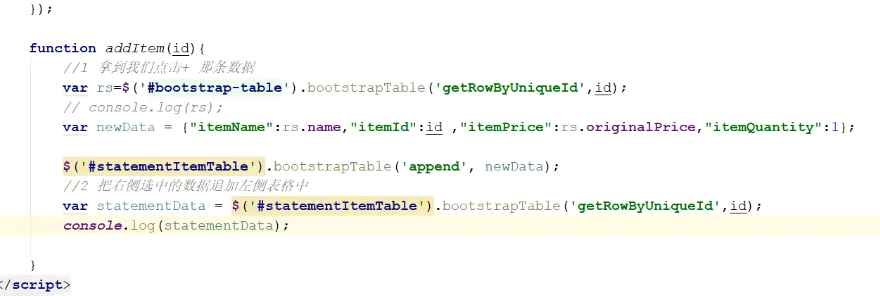 });
function addItem(id){
//1 拿到我们点击+ 那条数据
var rs=$('#bootstrap-table').bootstrapTable('getRowByUniqueId',id);
// console.log(rs);
var newData = {"itemName":rs.name,"itemId":id ,"itemPrice":rs.originalPrice,"itemQuantity":1};
$('#statementItemTable').bootstrapTable('append', newData);
//2 把右侧选中的数据追加左侧表格中
var statementData = $('#statementItemTable').bootstrapTable('getRowByUniqueId',id);
console.log(statementData);
}
</script>